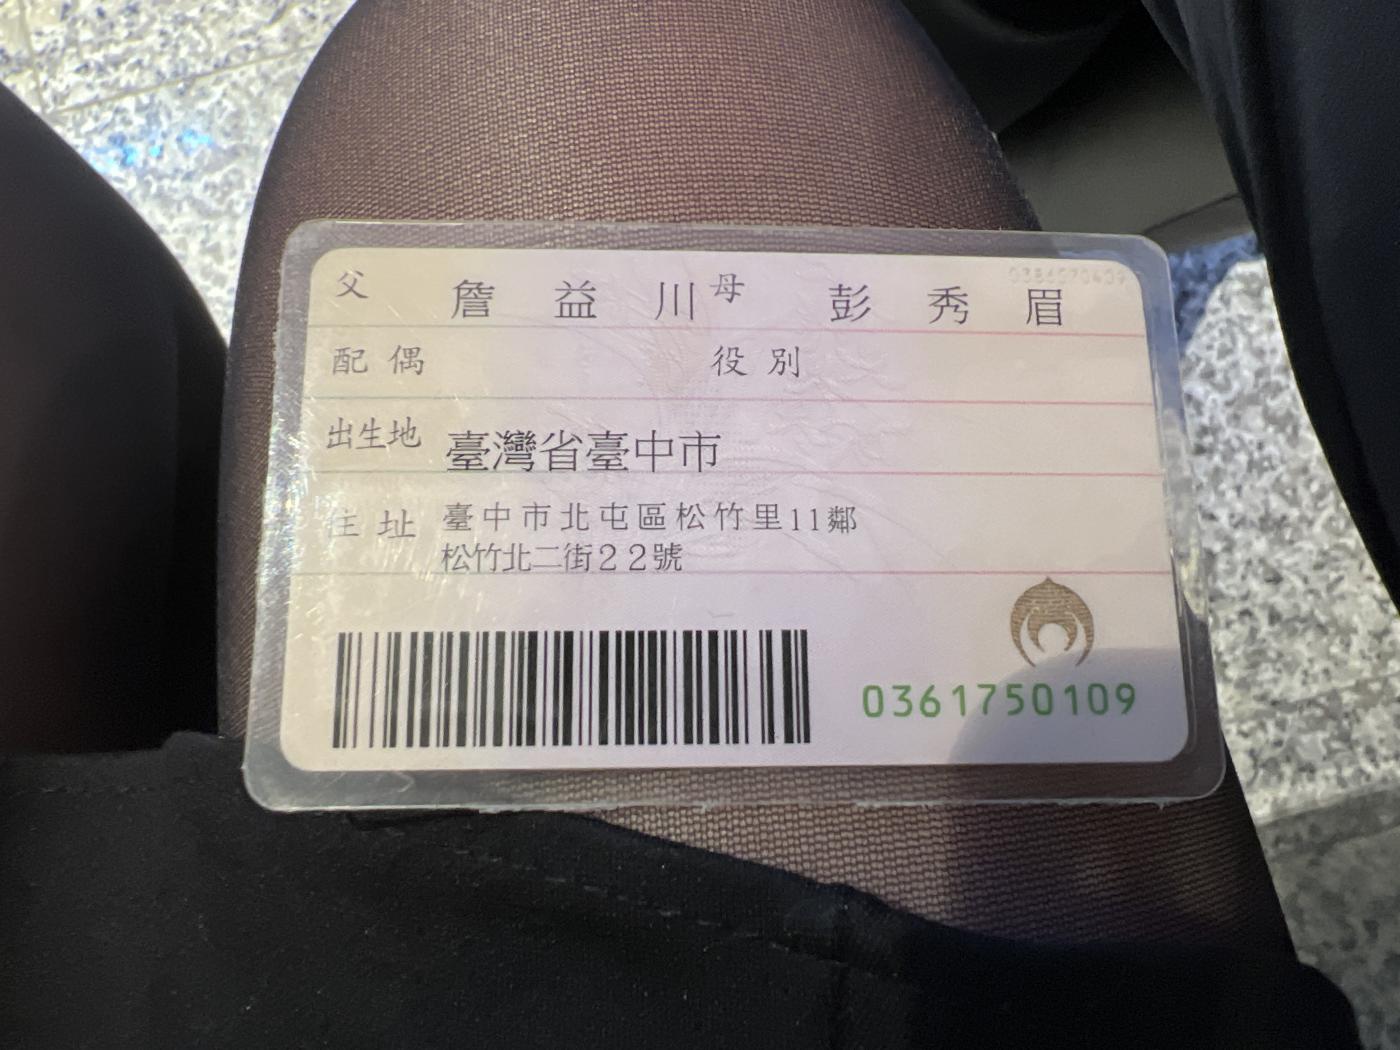 父 詹益川 母 彭秀眉
配偶 役別
出生地 臺灣省臺中市
住址 臺中市北屯區松竹里11鄰
松竹北二街22號
0361750109